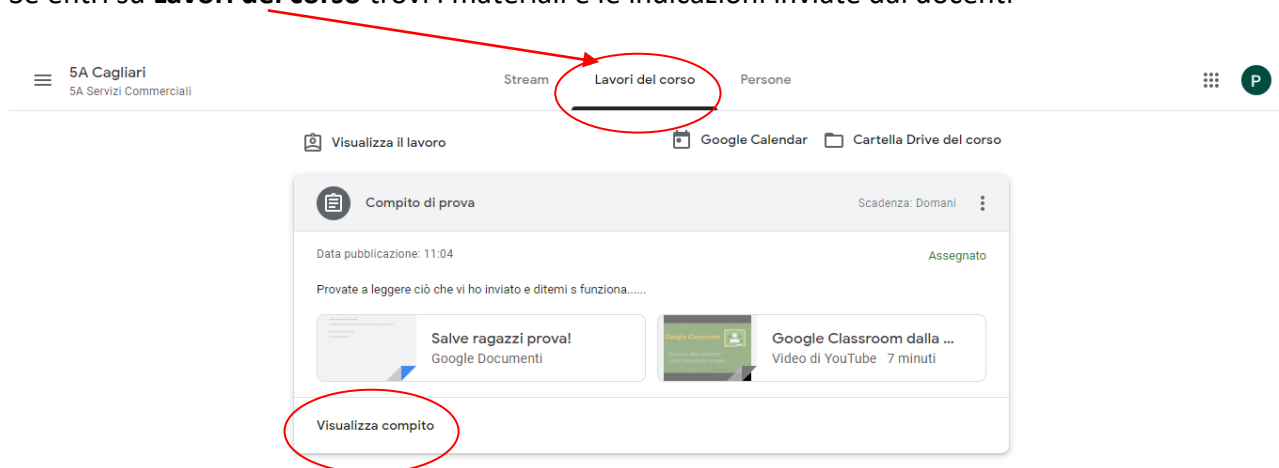 Se entri su Lavori del corso trovi i materiali e le indicazioni inviate dai docenti
5A Cagliari
5A Servizi Commerciali
Stream
Lavori del corso
Persone
P
Visualizza il lavoro
Google Calendar
Cartella Drive del corso
Compito di prova
Scadenza: Domani
Data pubblicazione: 11:04
Assegnato
Provate a leggere ciò che vi ho inviato e ditemi s funziona......
Salve ragazzi prova!
Google Documenti
Google Classroom
Google Classroom dalla ...
Video di YouTube 7 minuti
Visualizza compito